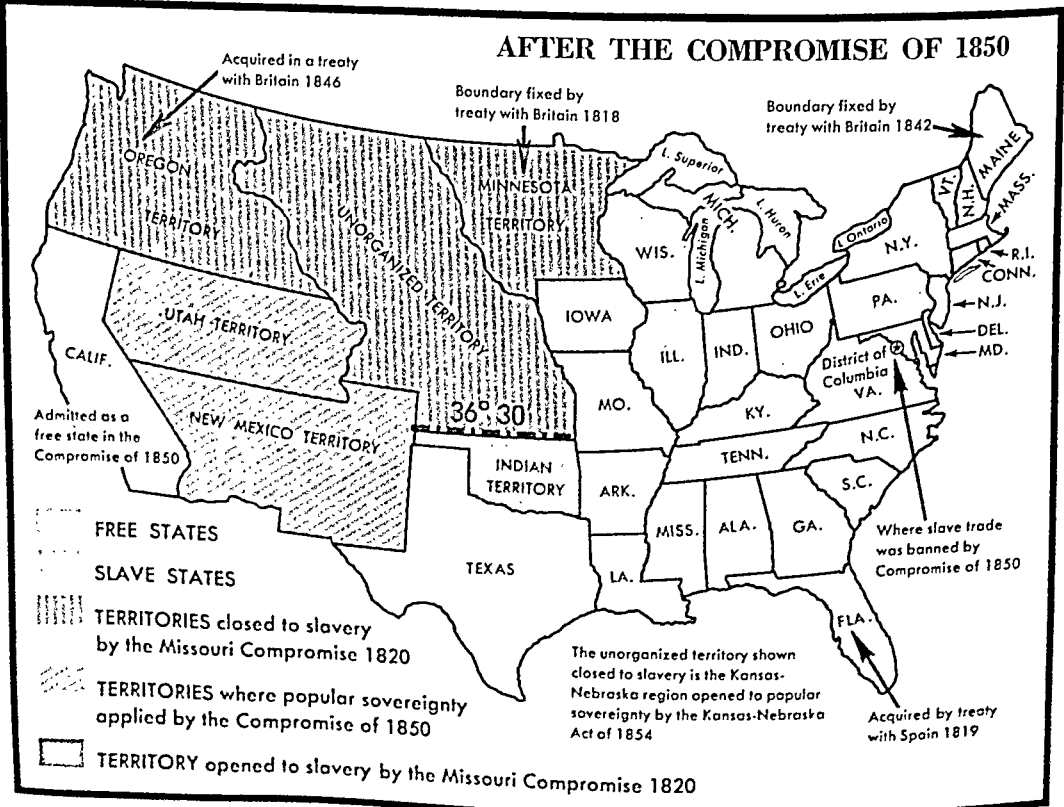 AFTER THE COMPROMISE OF 1850
Acquired in a treaty
with Britain 1846
Boundary fixed by
treaty with Britain 1818
Boundary fixed by
treaty with Britain 1842
OREGON
TERRITORY
UNORGANIZED TERRITORY
MINNESOTA
TERRITORY
L. Superior
MICH.
L. Huron
L. Michigan
L. Ontario
L. Erie
MAINE
VT.
N.H.
MASS.
R.I.
CONN.
N.Y.
WIS.
PA.
N.J.
DEL.
MD.
IOWA
UTAH TERRITORY
CALIF.
ILL.
IND.
OHIO
District of
Columbia
VA.
MO.
KY.
36° 30
Admitted as a
free state in the
Compromise of 1850
NEW MEXICO TERRITORY
INDIAN
TERRITORY
TENN.
N.C.
ARK.
S.C.
MISS.
ALA.
GA.
TEXAS
LA.
FLA.
Where slave trade
was banned by
Compromise of 1850
FREE STATES
SLAVE STATES
TERRITORIES closed to slavery
by the Missouri Compromise 1820
TERRITORIES where popular sovereignty
applied by the Compromise of 1850
TERRITORY opened to slavery by the Missouri Compromise 1820
The unorganized territory shown
closed to slavery is the Kansas-
Nebraska region opened to popular
sovereignty by the Kansas-Nebraska
Act of 1854
Acquired by treaty
with Spain 1819